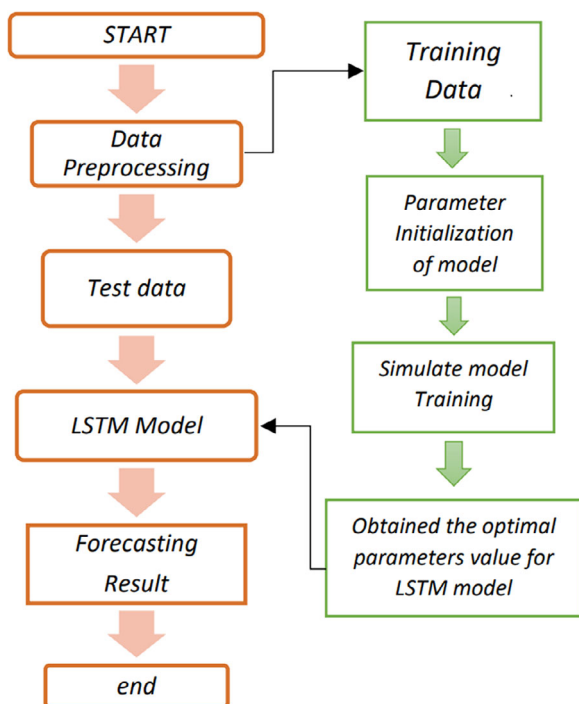 START
Data
Preprocessing
Test data
LSTM Model
Forecasting
Result
end
Training
Data .
Parameter
Initialization
of model
Simulate model
Training
Obtained the optimal
parameters value for
LSTM model